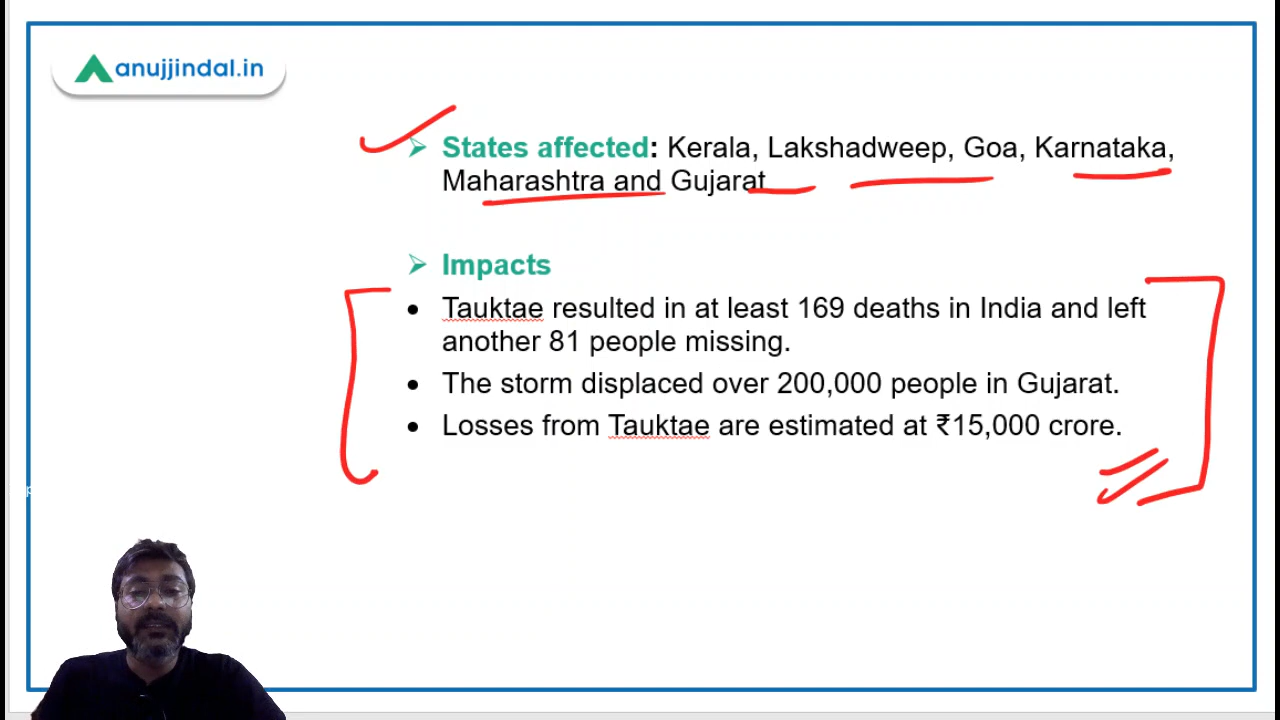 anujjindal.in
States affected: Kerala, Lakshadweep, Goa, Karnataka,
Maharashtra and Gujarat
Impacts
Tauktae resulted in at least 169 deaths in India and left
another 81 people missing.
The storm displaced over 200,000 people in Gujarat.
Losses from Tauktae are estimated at ₹15,000 crore.